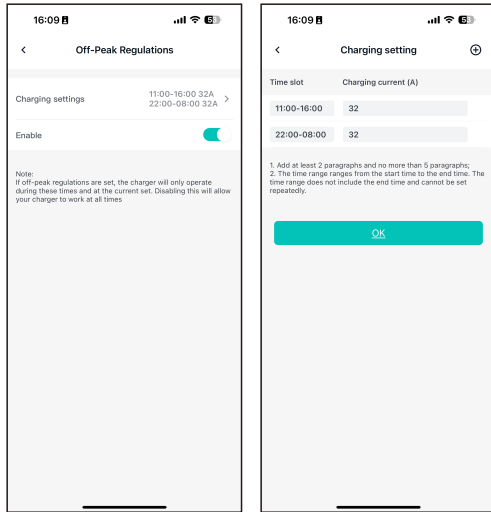 16:09
Off-Peak Regulations
Charging settings
11:00-16:00 32A
22:00-08:00 32A
Enable
Note:
If off-peak regulations are set, the charger will only operate
during these times and at the current set. Disabling this will allow
your charger to work at all times
16:09
Charging setting
Time slot Charging current (A)
11:00-16:00 32
22:00-08:00 32
1. Add at least 2 paragraphs and no more than 5 paragraphs;
2. The time range ranges from the start time to the end time. The
time range does not include the end time and cannot be set
repeatedly.
OK